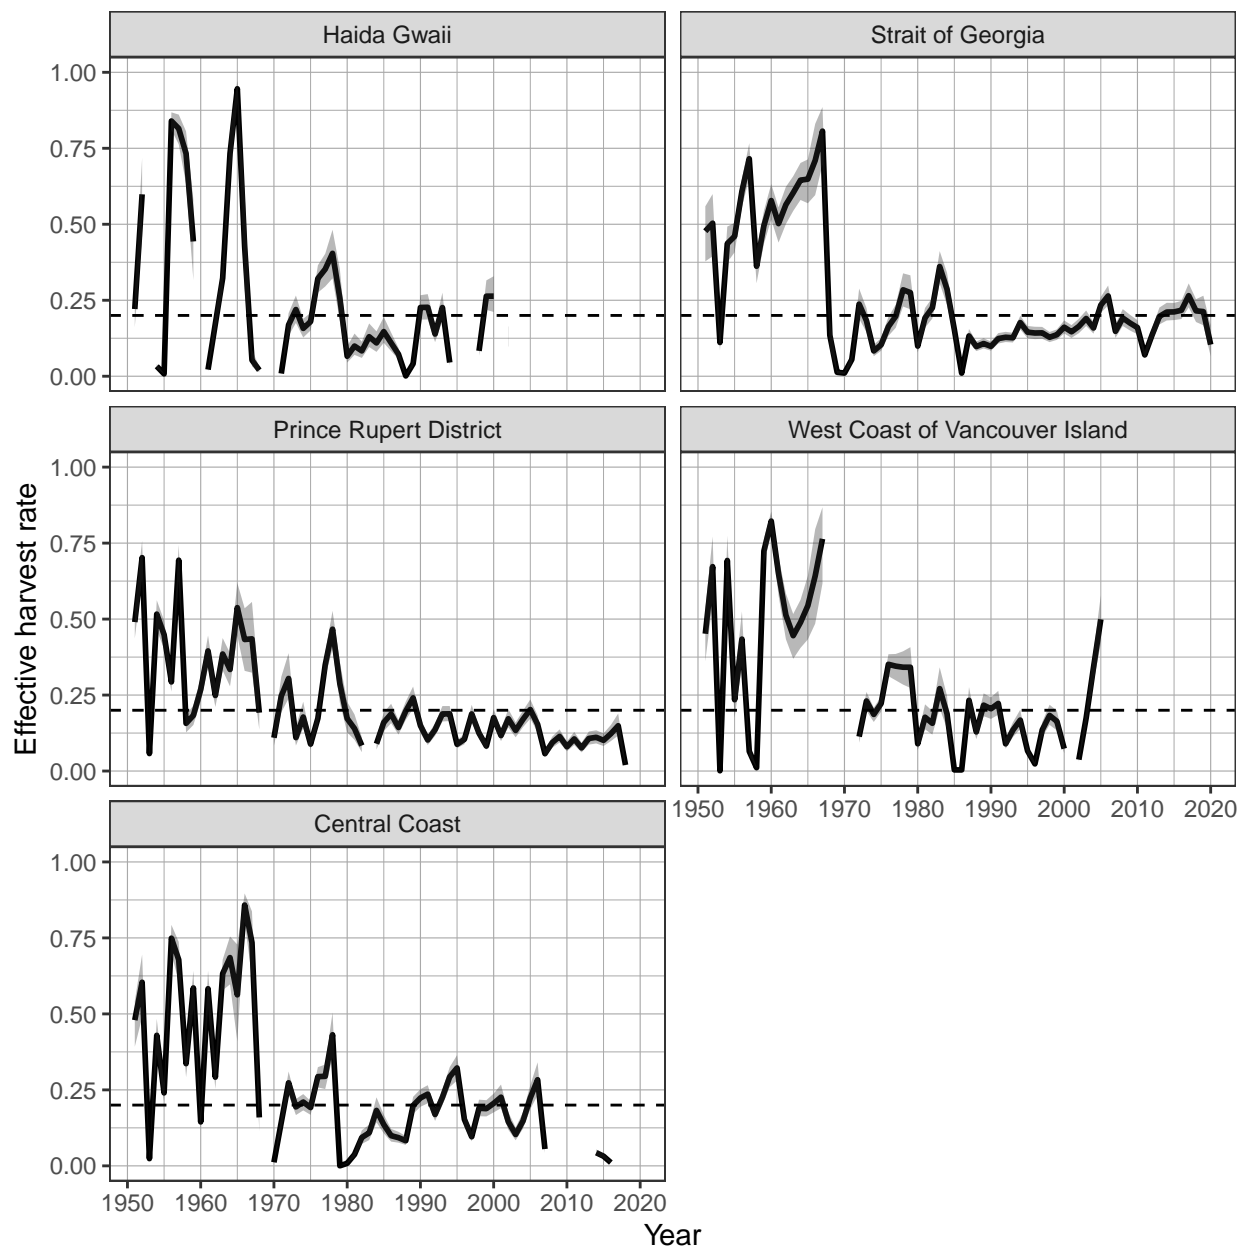 Haida Gwaii
Strait of Georgia
1.00
0.75
0.50
0.25
0.00
Prince Rupert District
West Coast of Vancouver Island
1.00
0.75
0.50
0.25
0.00
1950 1960 1970 1980 1990 2000 2010 2020
Central Coast
1.00
0.75
0.50
0.25
0.00
1950 1960 1970 1980 1990 2000 2010 2020
Effective harvest rate
Year